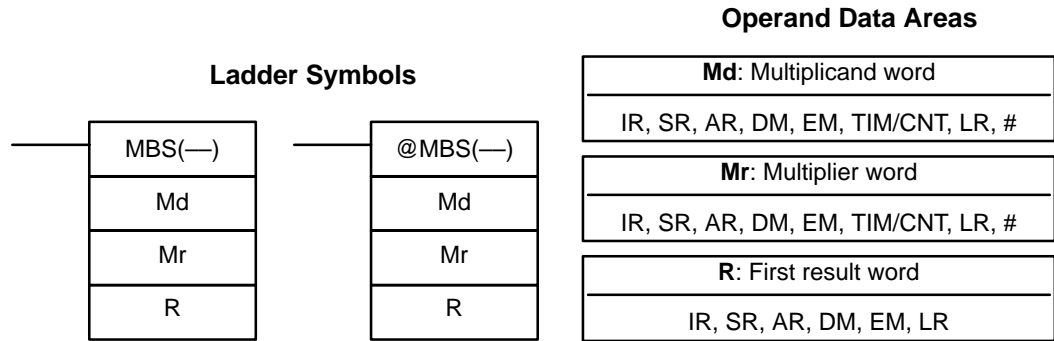 Ladder Symbols
MBS(—)
Md
Mr
R
@MBS(—)
Md
Mr
R
Operand Data Areas
Md: Multiplicand word
IR, SR, AR, DM, EM, TIM/CNT, LR, #
Mr: Multiplier word
IR, SR, AR, DM, EM, TIM/CNT, LR, #
R: First result word
IR, SR, AR, DM, EM, LR